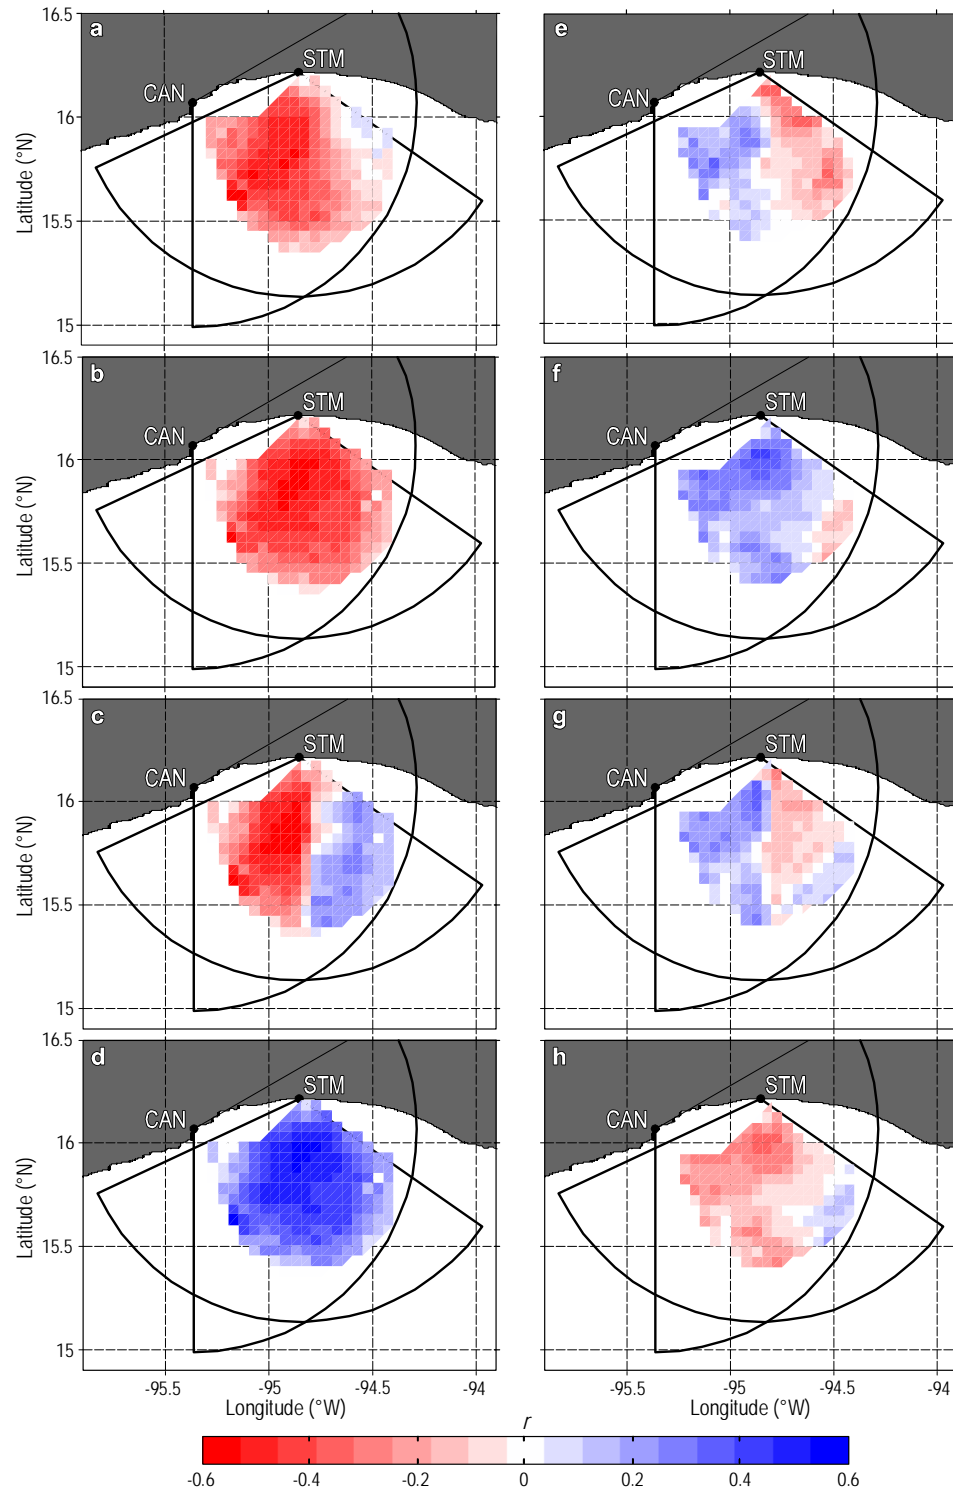 a
STM
CAN
16.5
16
15.5
15
Latitude (°N)
e
STM
CAN
b
STM
CAN
16.5
16
15.5
15
Latitude (°N)
f
STM
CAN
c
STM
CAN
16.5
16
15.5
15
Latitude (°N)
g
STM
CAN
d
STM
CAN
16.5
16
15.5
15
Latitude (°N)
-95.5 -95 -94.5 -94
Longitude (°W)
h
STM
CAN
-95.5 -95 -94.5 -94
Longitude (°W)
r
-0.6 -0.4 -0.2 0 0.2 0.4 0.6